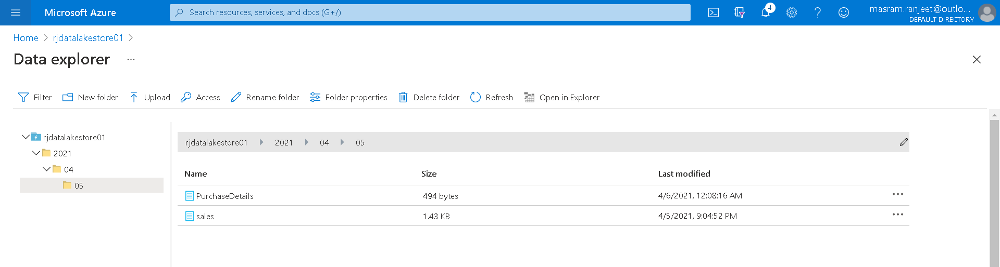 Microsoft Azure
Search resources, services, and docs (G+/)
4
masram.ranjeet@outlo...
DEFAULT DIRECTORY
Home > rjdatalakestore01 >
Data explorer ...
Filter New folder Upload Access Rename folder Folder properties Delete folder Refresh Open in Explorer
rjdatalakestore01
2021
04
05
rjdatalakestore01 2021 04 05
Name Size Last modified
PurchaseDetails 494 bytes 4/6/2021, 12:08:16 AM
sales 1.43 KB 4/5/2021, 9:04:52 PM